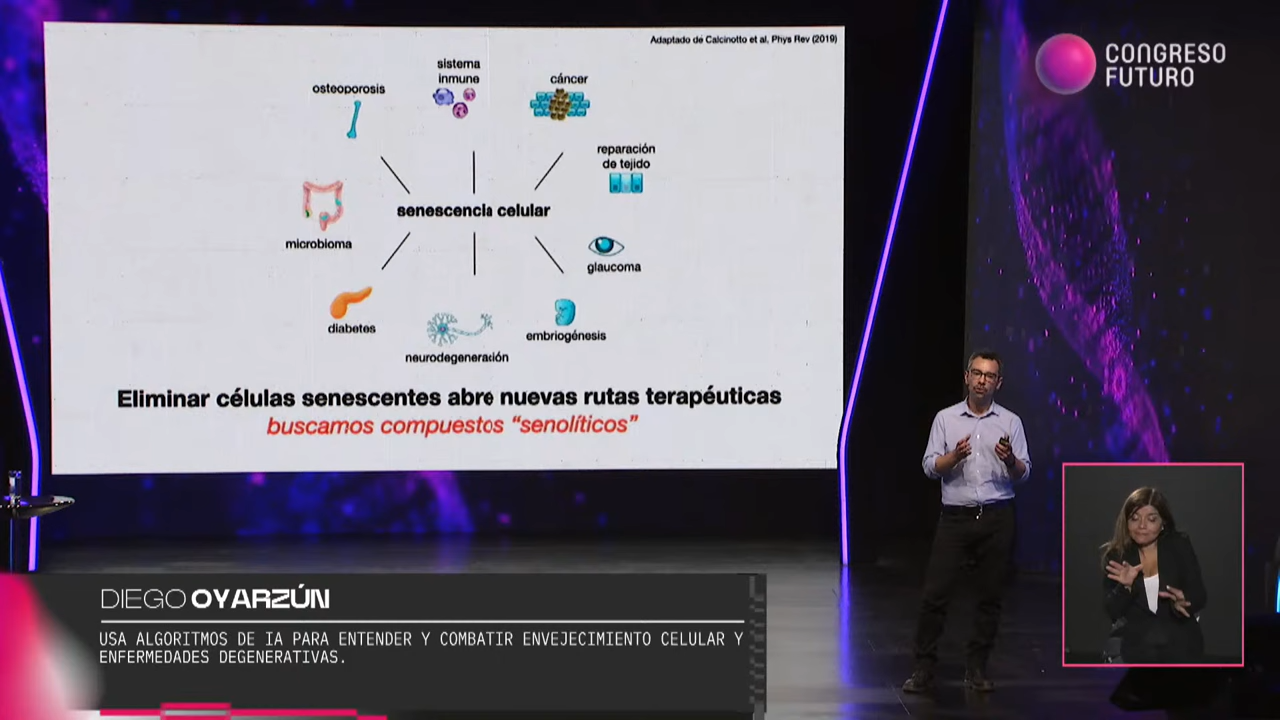 Adaptado de Calcinotto et al, Phys Rev (2019)
CONGRESO
FUTURO
sistema
inmune
cáncer
osteoporosis
reparación
de tejido
senescencia celular
microbioma
glaucoma
diabetes
embriogénesis
neurodegeneración
Eliminar células senescentes abre nuevas rutas terapéuticas
buscamos compuestos “senolíticos”
DIEGO OYARZÚN
USA ALGORITMOS DE IA PARA ENTENDER Y COMBATIR ENVEJECIMIENTO CELULAR Y
ENFERMEDADES DEGENERATIVAS.